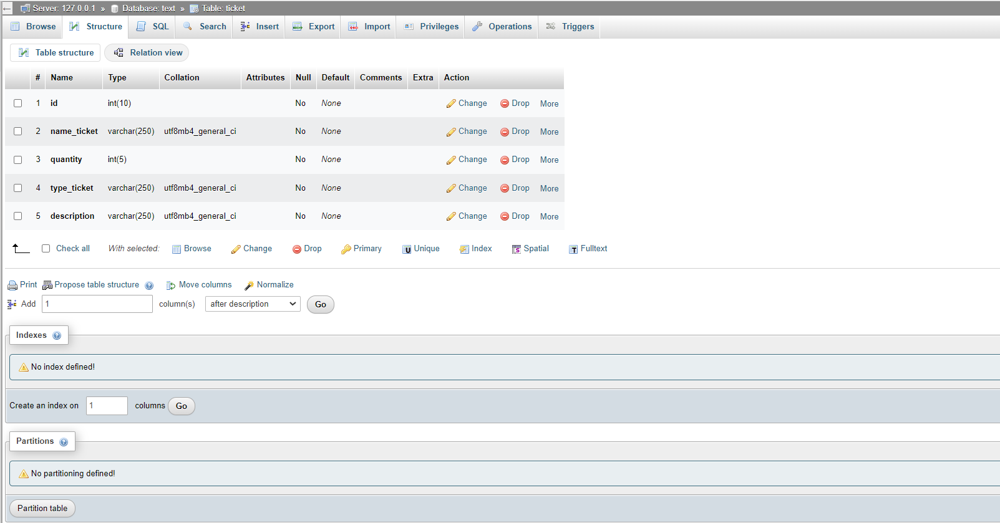 Server: 127.0.0.1 » Database: text » Table: ticket
Browse Structure SQL Search Insert Export Import Privileges Operations Triggers
Table structure Relation view
# Name Type Collation Attributes Null Default Comments Extra Action
1 id int(10) No None Change Drop More
2 name_ticket varchar(250) utf8mb4_general_ci No None Change Drop More
3 quantity int(5) No None Change Drop More
4 type_ticket varchar(250) utf8mb4_general_ci No None Change Drop More
5 description varchar(250) utf8mb4_general_ci No None Change Drop More
Check all With selected: Browse Change Drop Primary Unique Index Spatial Fulltext
Print Propose table structure Move columns Normalize
Add 1 column(s) after description Go
Indexes
No index defined!
Create an index on 1 columns Go
Partitions
No partitioning defined!
Partition table